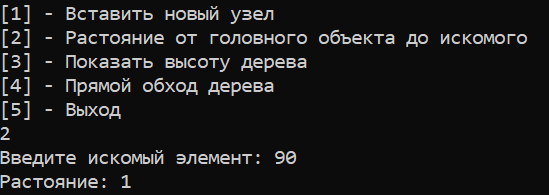 [1] - Вставить новый узел
[2] - Растояние от головного объекта до искомого
[3] - Показать высоту дерева
[4] - Прямой обход дерева
[5] - Выход
2
Введите искомый элемент: 90
Растояние: 1